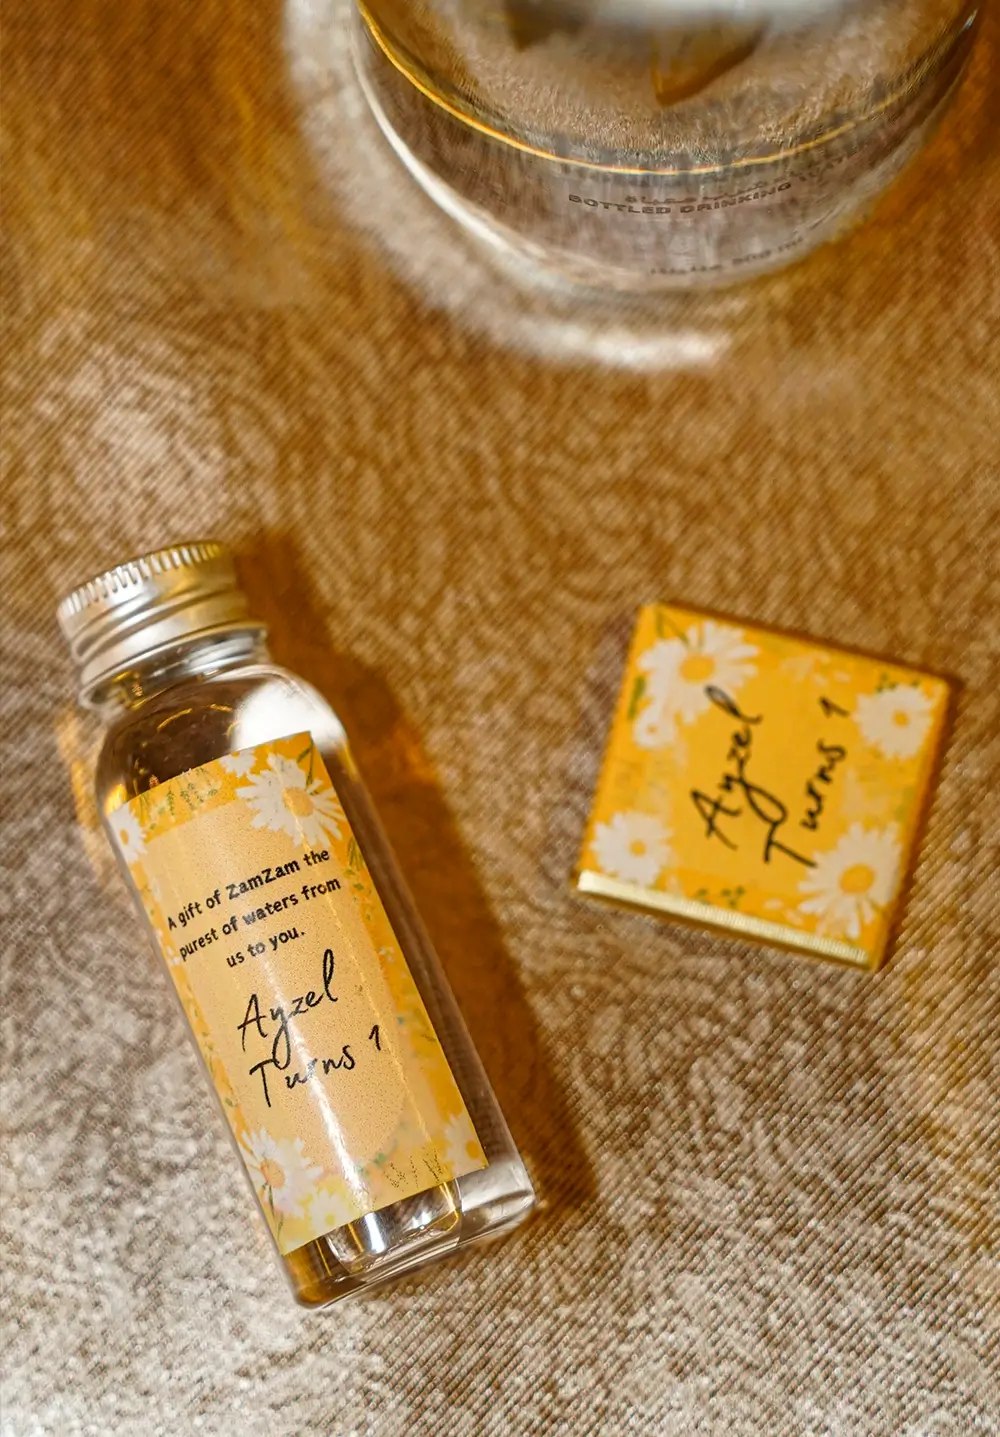 BOTTLED DRINKING
A gift of ZamZam the
purest of waters from
us to you.
Ayzel
Turns 1
Ayzel
Turns 1